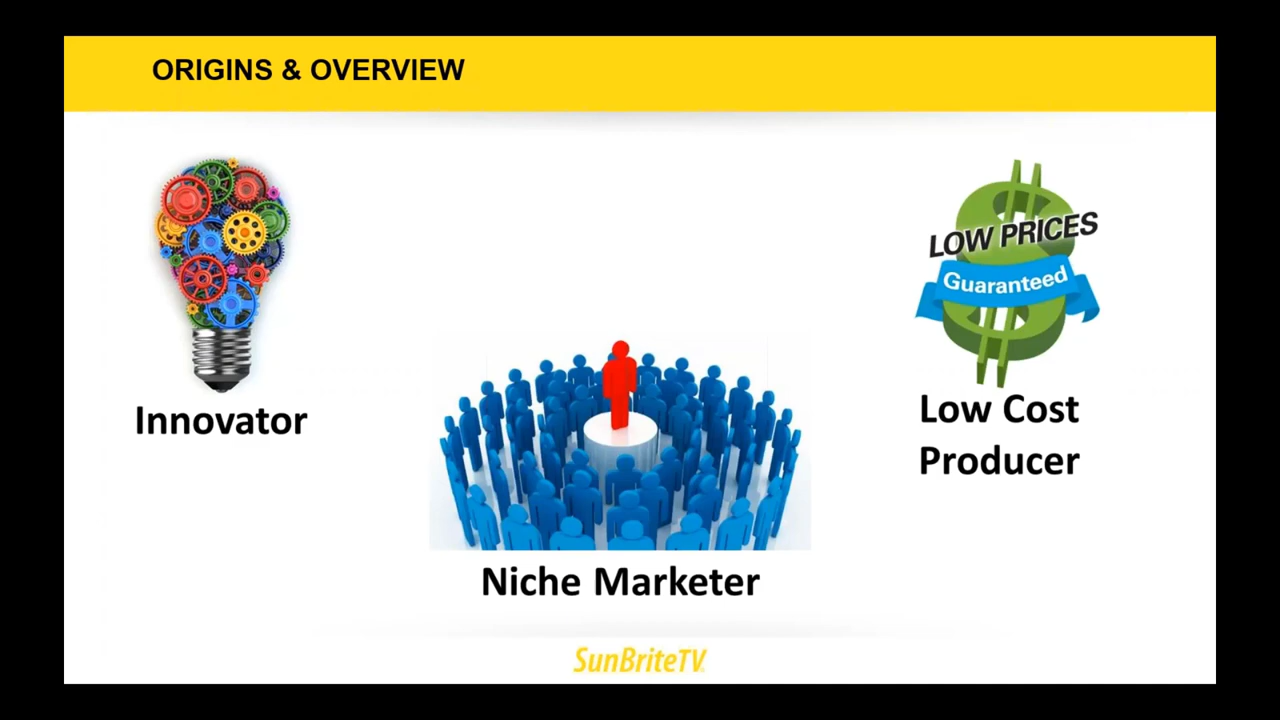 ORIGINS & OVERVIEW
LOW PRICES
Guaranteed
Innovator
Low Cost
Producer
Niche Marketer
SunBriteTV